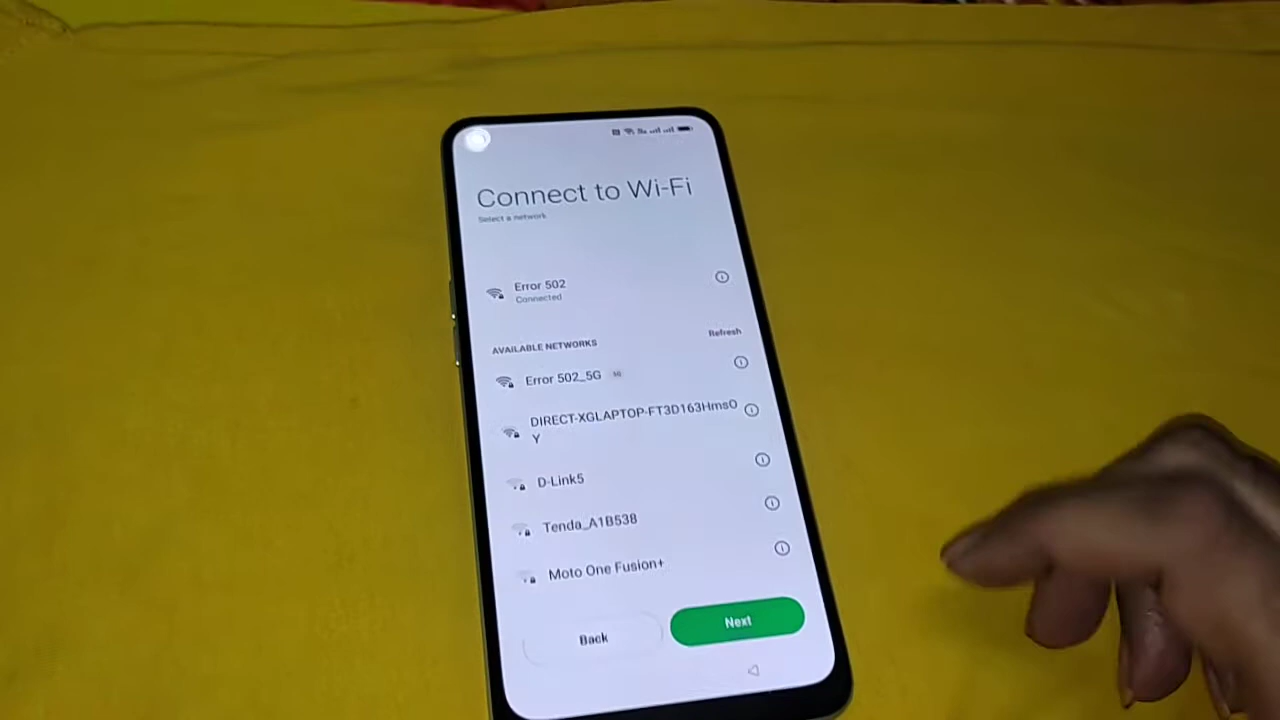 Connect to Wi-Fi
Select a network
Error 502
Connected
AVAILABLE NETWORKS
Refresh
Error 502_5G
DIRECT-XGLAPTOP-FT3D163HmsO
Y
D-Link5
Tenda_A1B538
Moto One Fusion+
Back
Next